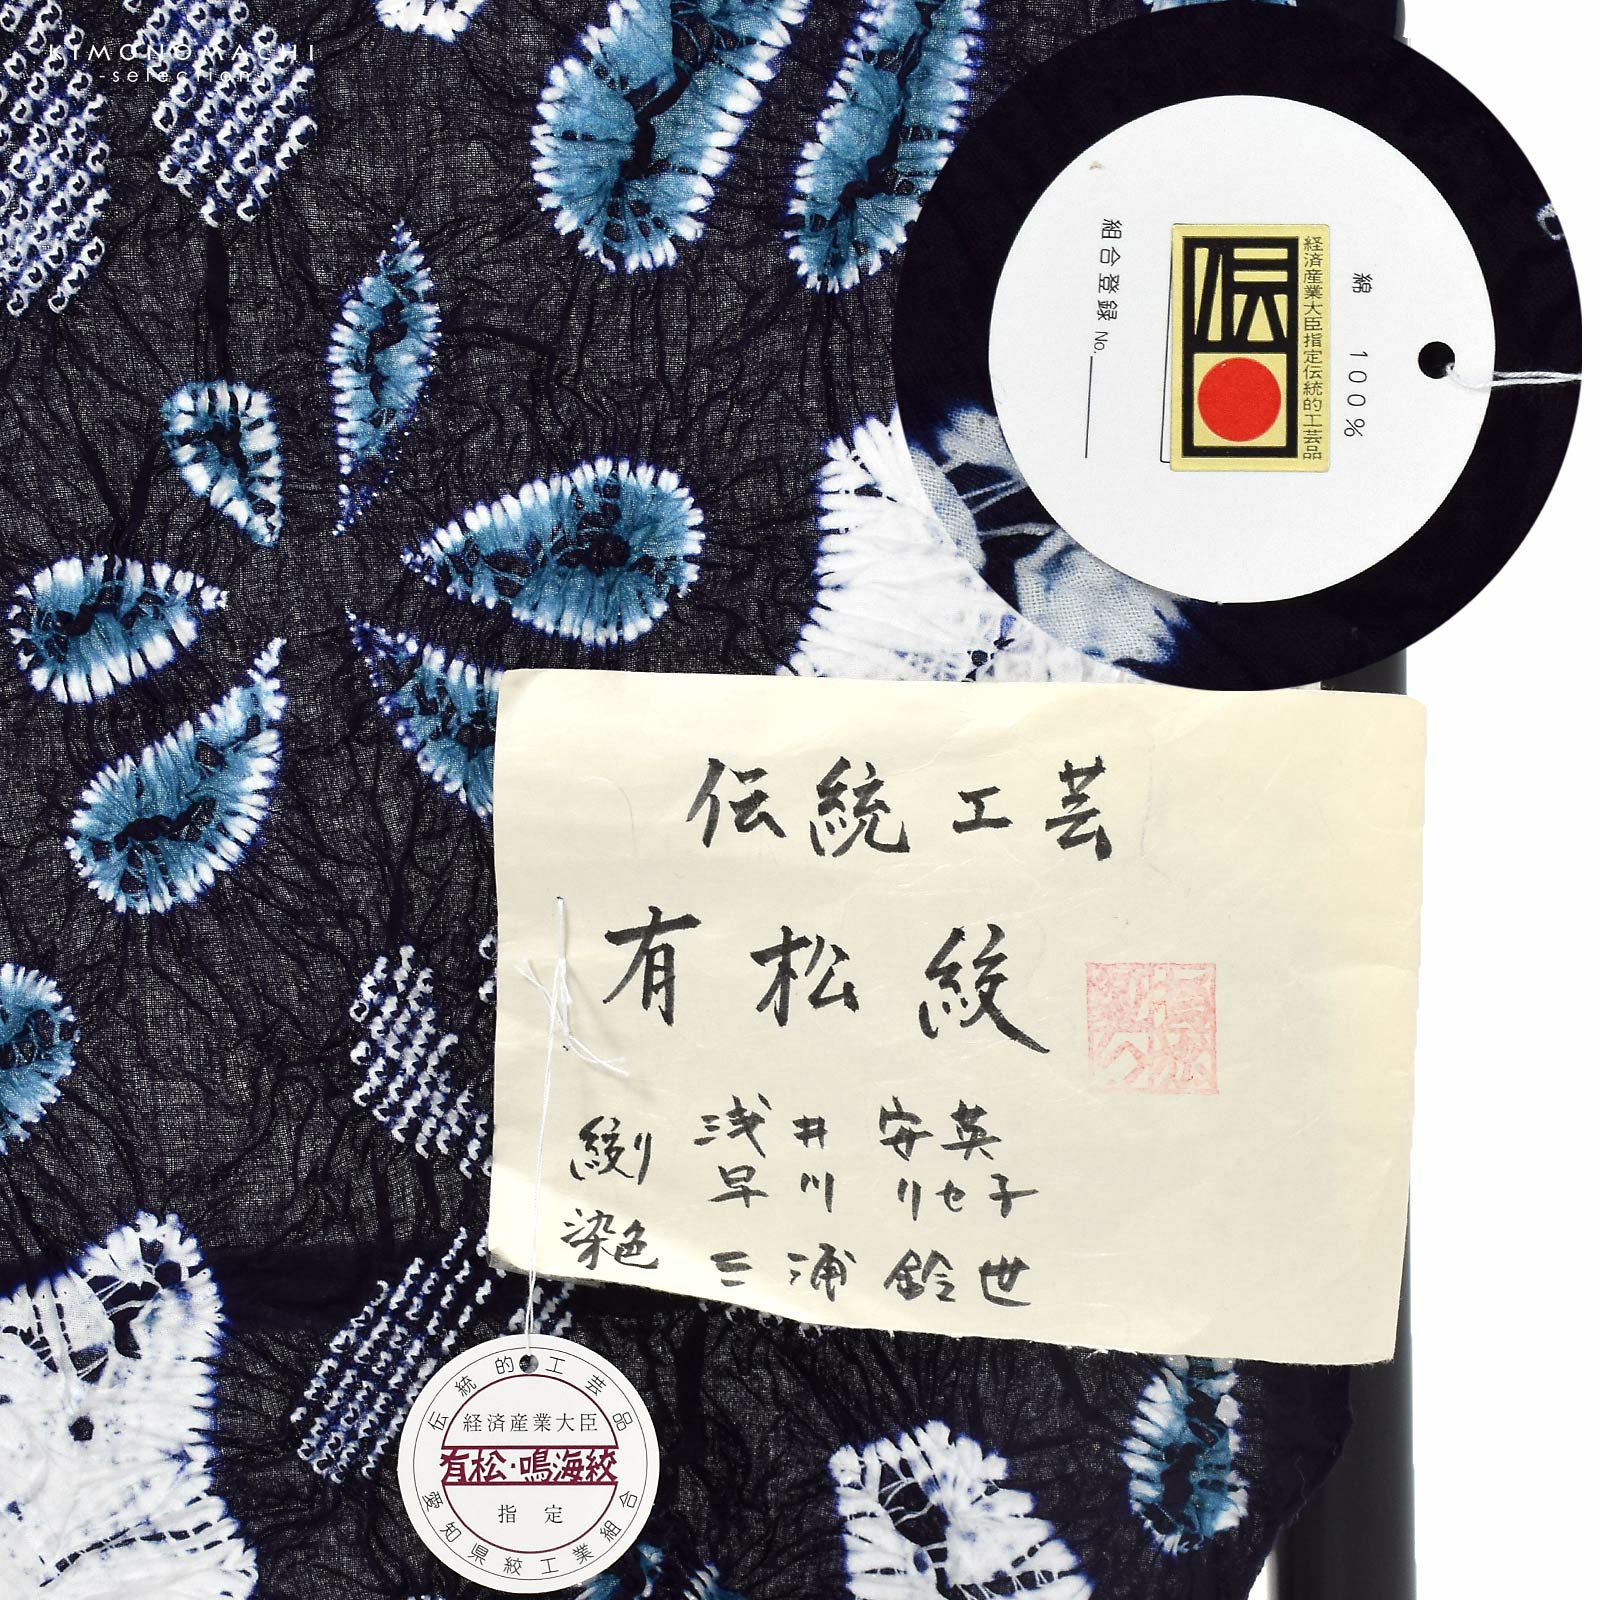 KIMONOMACHI
-selection-
綿 100%
経済産業大臣指定伝統的工芸品
伝
組合登録 No.
伝統工芸
有松絞
絞り 浅井安英
早川りせ子
染色 三浦鈴世
伝統的工芸品
経済産業大臣
有松・鳴海絞
指定
愛知県絞工業組合